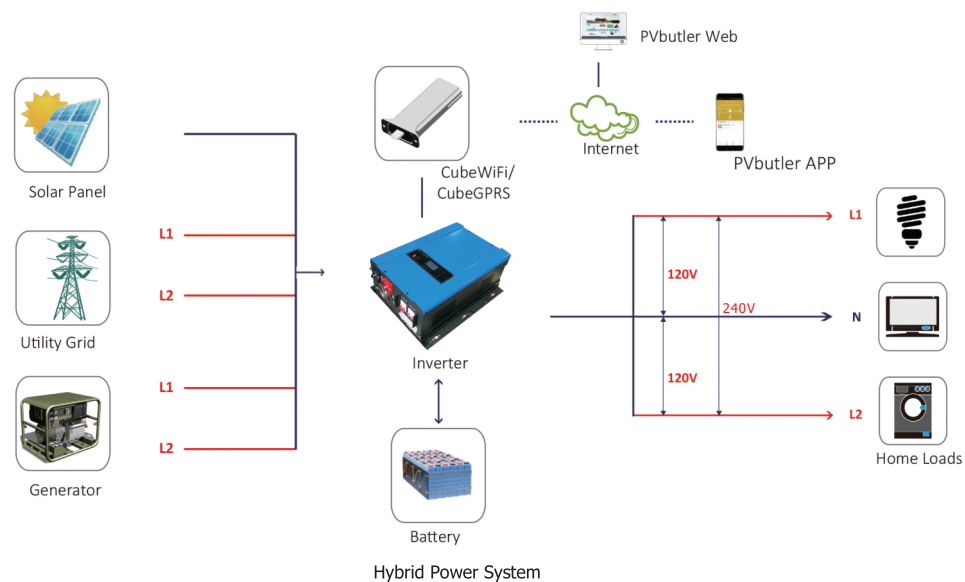 PVbutler Web
Internet
PVbutler APP
CubeWiFi/
CubeGPRS
Solar Panel
L1
L2
Utility Grid
L1
L2
Generator
Inverter
Battery
L1
120V
240V
N
120V
L2
Home Loads
Hybrid Power System